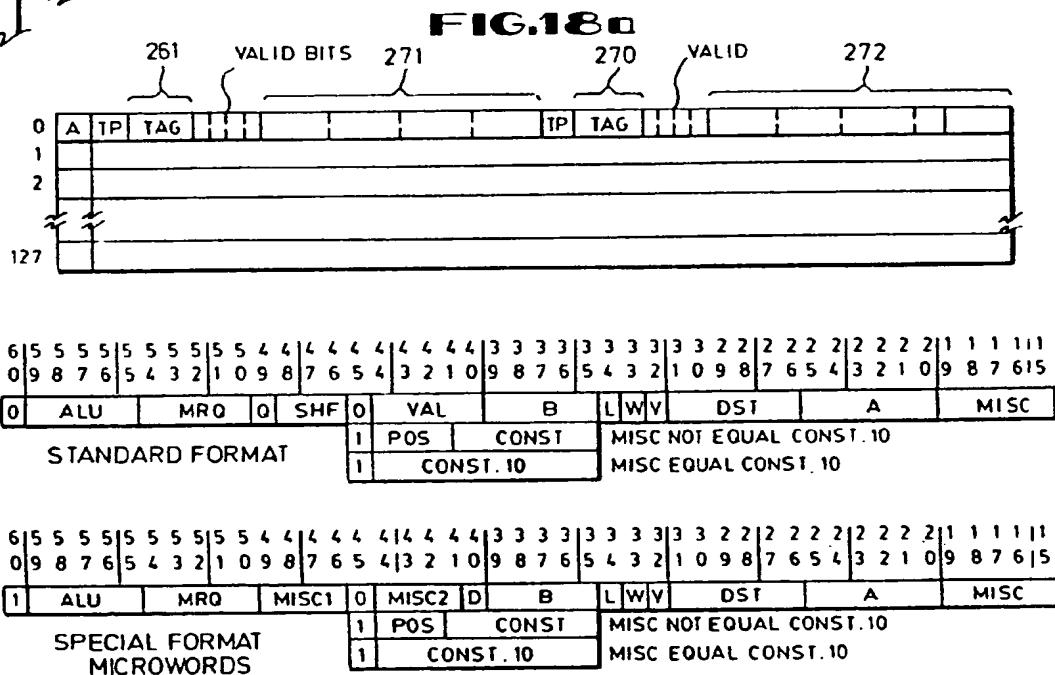 FIG.18a
261 VALID BITS 271 270 VALID 272
0 A TP TAG TP TAG
1
2
127
6 5 5 5 5 5 5 5 5 5 5 4 4 4 4 4 4 4 4 4 4 3 3 3 3 3 3 3 3 3 3 2 2 2 2 2 2 2 2 2 2 1 1 1 1 1
0 9 8 7 6 5 4 3 2 1 0 9 8 7 6 5 4 3 2 1 0 9 8 7 6 5 4 3 2 1 0 9 8 7 6 5 4 3 2 1 0 9 8 7 6 5
0 ALU MRQ Q SHF 0 VAL B L W V DST A MISC
1 POS CONST MISC NOT EQUAL CONST.10
STANDARD FORMAT
1 CONST.10 MISC EQUAL CONST.10
6 5 5 5 5 5 5 5 5 5 5 4 4 4 4 4 4 4 4 4 4 3 3 3 3 3 3 3 3 3 3 2 2 2 2 2 2 2 2 2 2 1 1 1 1 1
0 9 8 7 6 5 4 3 2 1 0 9 8 7 6 5 4 3 2 1 0 9 8 7 6 5 4 3 2 1 0 9 8 7 6 5 4 3 2 1 0 9 8 7 6 5
1 ALU MRQ MISC1 0 MISC2 D B L W V DST A MISC
1 POS CONST MISC NOT EQUAL CONST.10
SPECIAL FORMAT
1 CONST.10 MISC EQUAL CONST.10
MICROWORDS